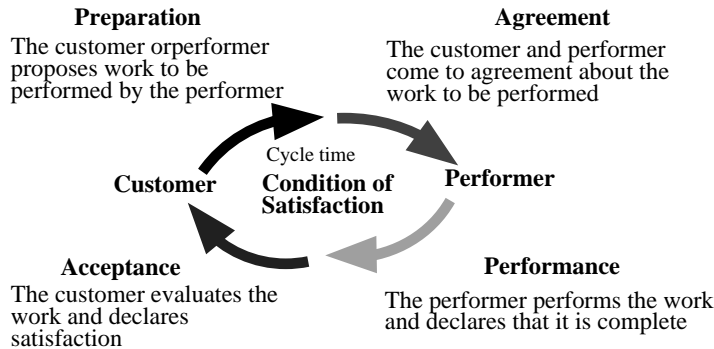 Preparation
The customer orperformer
proposes work to be
performed by the performer
Agreement
The customer and performer
come to agreement about the
work to be performed
Cycle time
Customer
Condition of
Satisfaction
Performer
Acceptance
The customer evaluates the
work and declares
satisfaction
Performance
The performer performs the work
and declares that it is complete